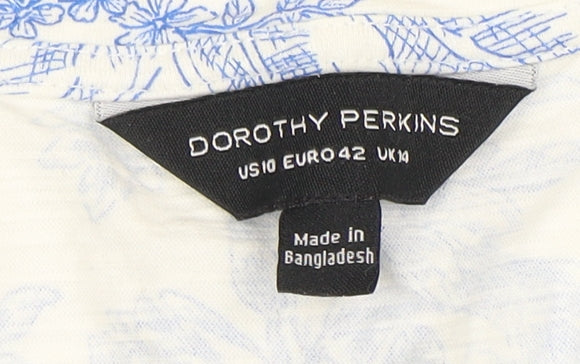 DOROTHY PERKINS
US10 EURO42 UK14
Made in
Bangladesh